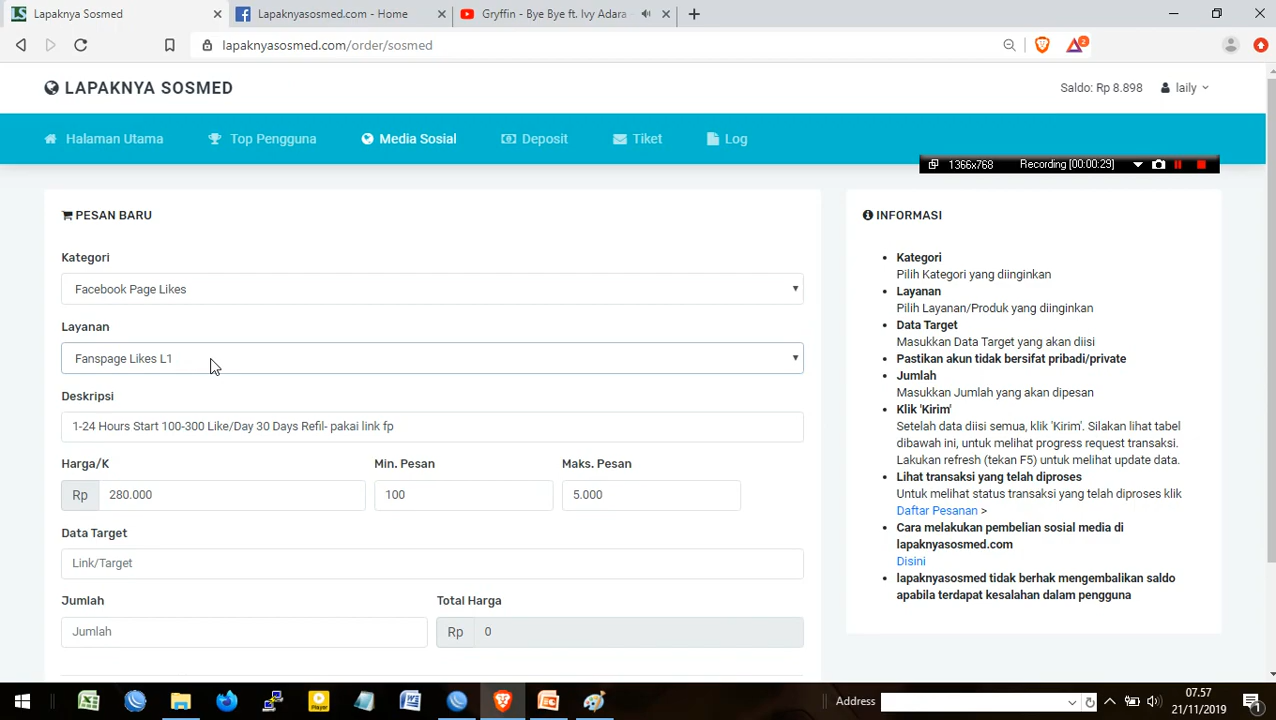 Lapaknya Sosmed
Lapaknyasosmed.com - Home
Gryffin - Bye Bye ft. Ivy Adara
lapaknyasosmed.com/order/sosmed
2
LAPAKNYA SOSMED
Saldo: Rp 8.898
laily
Halaman Utama
Top Pengguna
Media Sosial
Deposit
Tiket
Log
1366x768
Recording [00:00:29]
PESAN BARU
Kategori
Facebook Page Likes
Layanan
Fanspage Likes L1
Deskripsi
1-24 Hours Start 100-300 Like/Day 30 Days Refil- pakai link fp
Harga/K
Min. Pesan
Maks. Pesan
Rp
280.000
100
5.000
Data Target
Link/Target
Jumlah
Total Harga
Jumlah
Rp
0
INFORMASI
Kategori
Pilih Kategori yang diinginkan
Layanan
Pilih Layanan/Produk yang diinginkan
Data Target
Masukkan Data Target yang akan diisi
Pastikan akun tidak bersifat pribadi/private
Jumlah
Masukkan Jumlah yang akan dipesan
Klik 'Kirim'
Setelah data diisi semua, klik 'Kirim'. Silakan lihat tabel
dibawah ini, untuk melihat progress request transaksi.
Lakukan refresh (tekan F5) untuk melihat update data.
Lihat transaksi yang telah diproses
Untuk melihat status transaksi yang telah diproses klik
Daftar Pesanan >
Cara melakukan pembelian sosial media di
lapaknyasosmed.com
Disini
lapaknyasosmed tidak berhak mengembalikan saldo
apabila terdapat kesalahan dalam pengguna
Address
07.57
21/11/2019
1